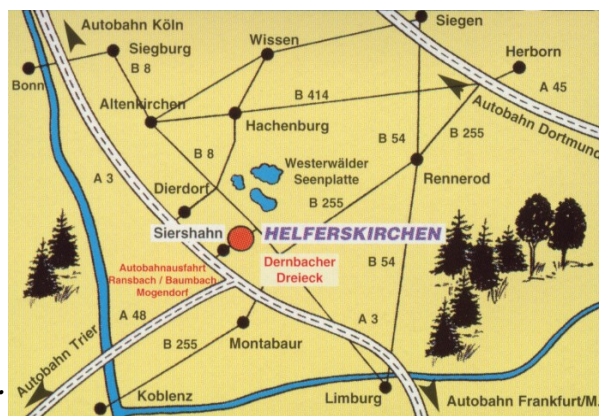 Autobahn Köln
Siegen
Siegburg
Wissen
Herborn
Bonn
B 8
A 45
Altenkirchen
B 414
Autobahn Dortmund
Hachenburg
B 54
B 255
B 8
Westerwälder
Seenplatte
Rennerod
A 3
Dierdorf
B 255
Siershahn
HELFERSKIRCHEN
Autobahnausfahrt
Ransbach / Baumbach
Mogendorf
Dernbacher
Dreieck
B 54
A 48
A 3
B 255
Montabaur
Autobahn Trier
Koblenz
Limburg
Autobahn Frankfurt/M.